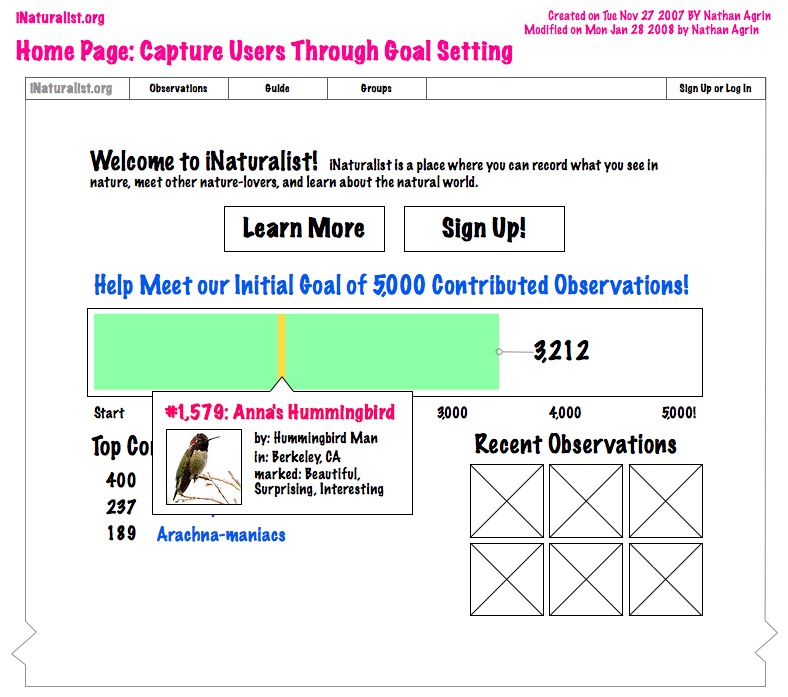 iNaturalist.org
Created on Tue Nov 27 2007 BY Nathan Agrin
Modified on Mon Jan 28 2008 by Nathan Agrin
Home Page: Capture Users Through Goal Setting
iNaturalist.org Observations Guide Groups Sign Up or Log In
Welcome to iNaturalist! iNaturalist is a place where you can record what you see in
nature, meet other nature-lovers, and learn about the natural world.
Learn More Sign Up!
Help Meet our Initial Goal of 5,000 Contributed Observations!
3,212
Start 3,000 4,000 5,000!
#1,579: Anna's Hummingbird
by: Hummingbird Man
in: Berkeley, CA
marked: Beautiful,
Surprising, Interesting
Top Recent Observations
400
237
189 Arachna-maniacs